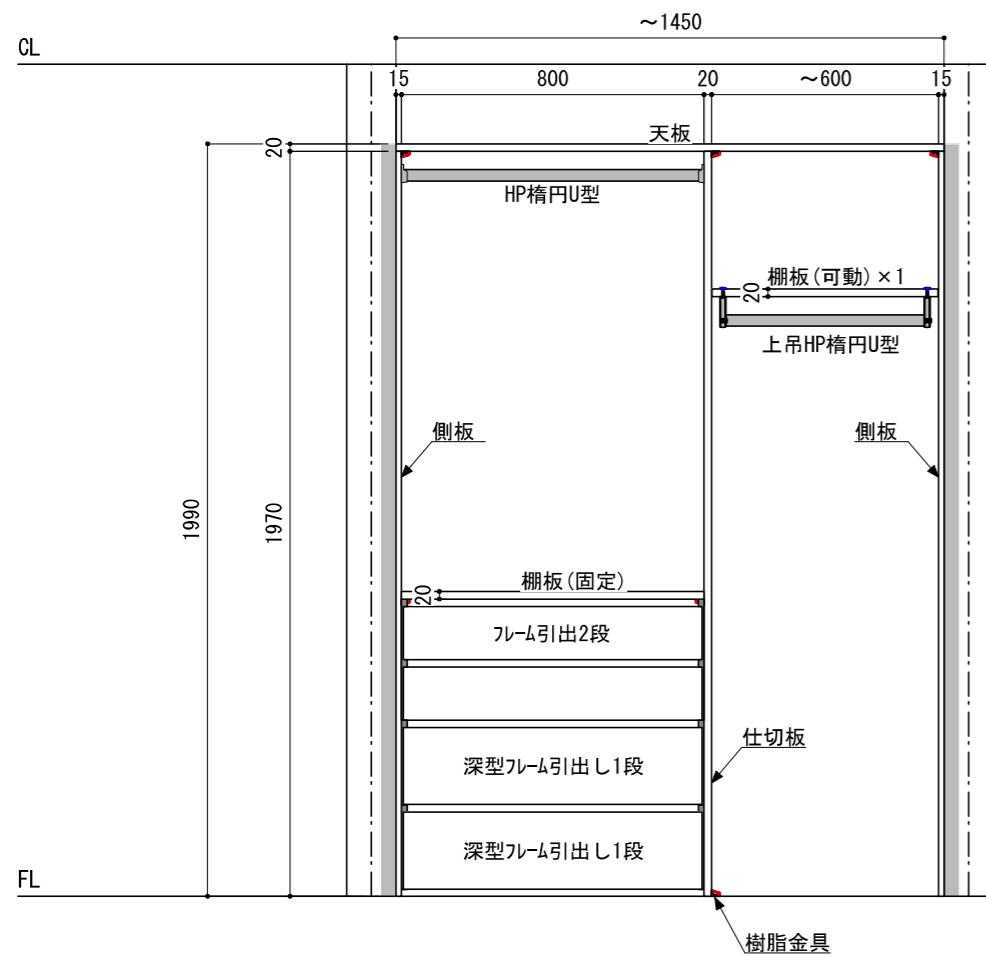 ～1450
CL
15
800
20
～600
15
天板
20
HP楕円U型
棚板(可動)×1
20
上吊HP楕円U型
側板
側板
1990
1970
棚板(固定)
20
フレーム引出2段
仕切板
深型フレーム引出し1段
深型フレーム引出し1段
FL
樹脂金具